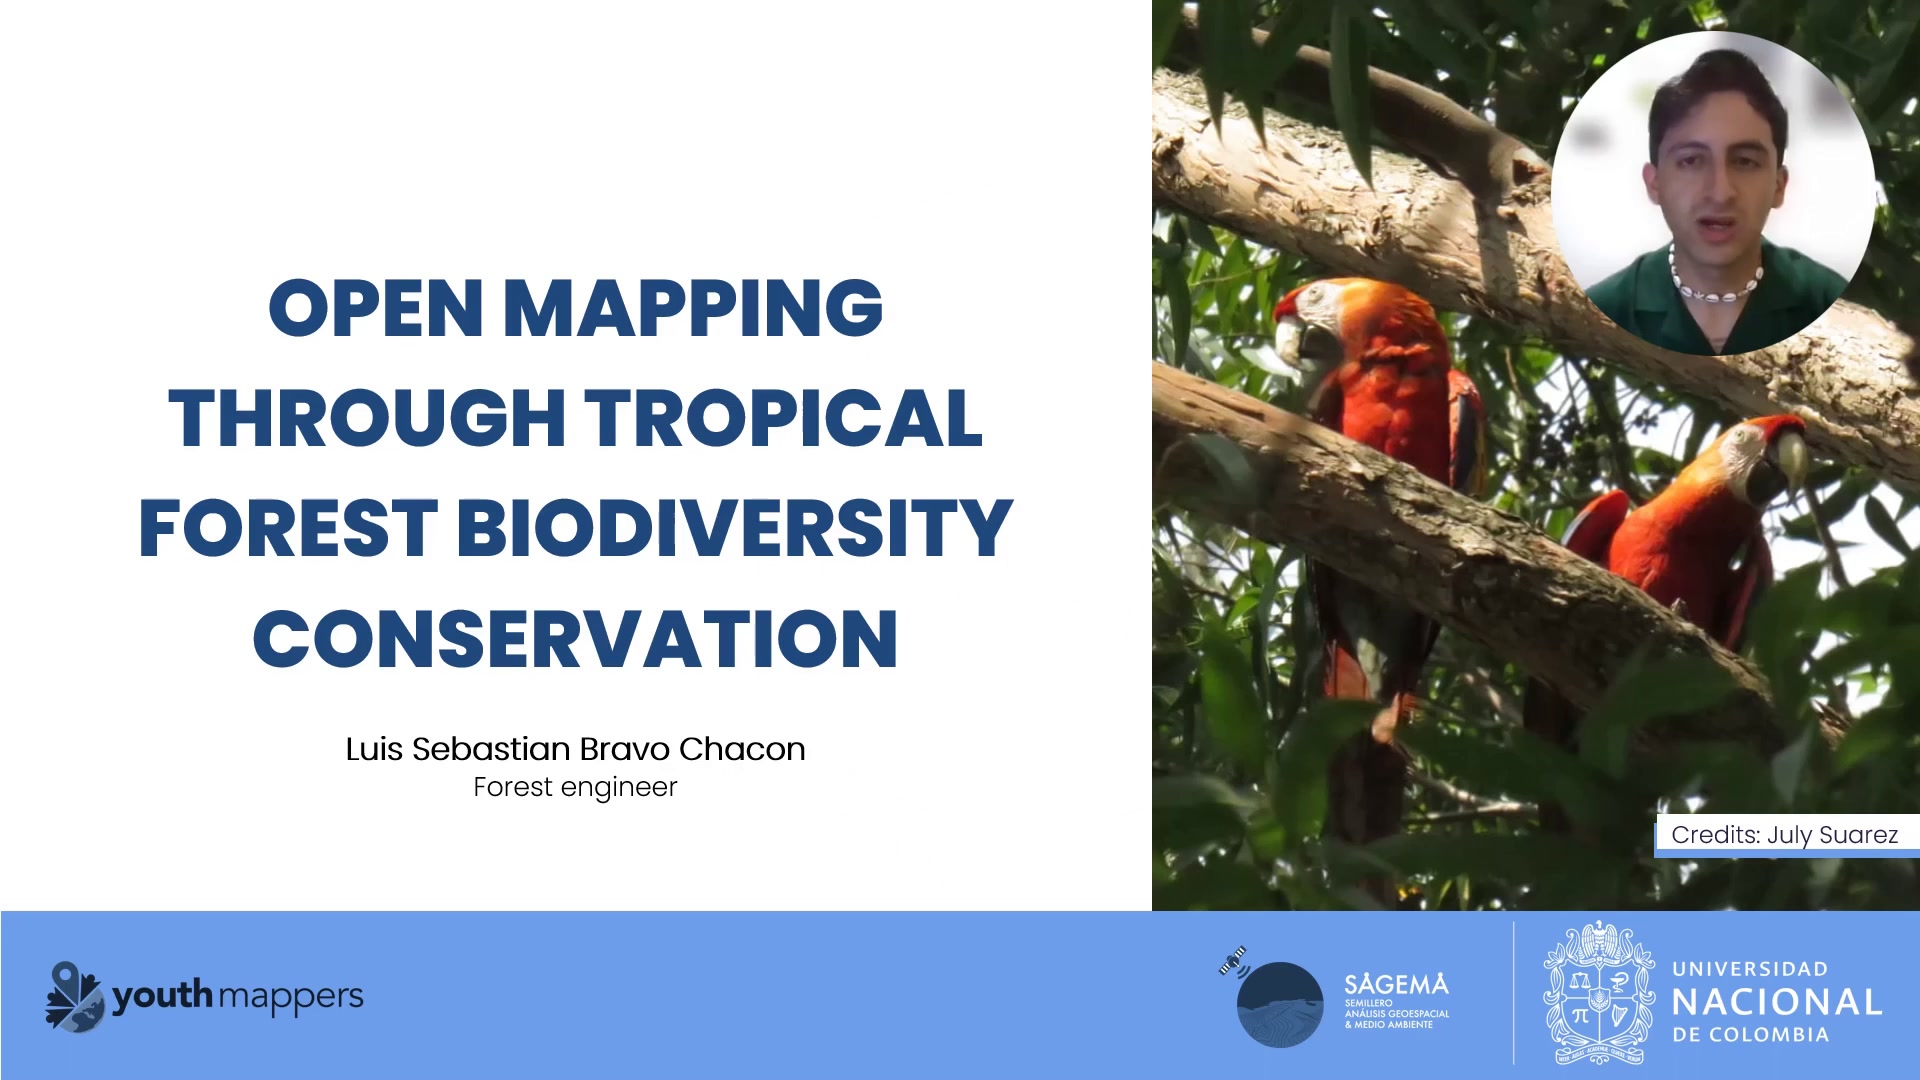 OPEN MAPPING
THROUGH TROPICAL
FOREST BIODIVERSITY
CONSERVATION
Luis Sebastian Bravo Chacon
Forest engineer
Credits: July Suarez
youthmappers
SÅGEMÅ
SEMILLERO
ANÁLISIS GEOESPACIAL
& MEDIO AMBIENTE
UNIVERSIDAD
NACIONAL
DE COLOMBIA